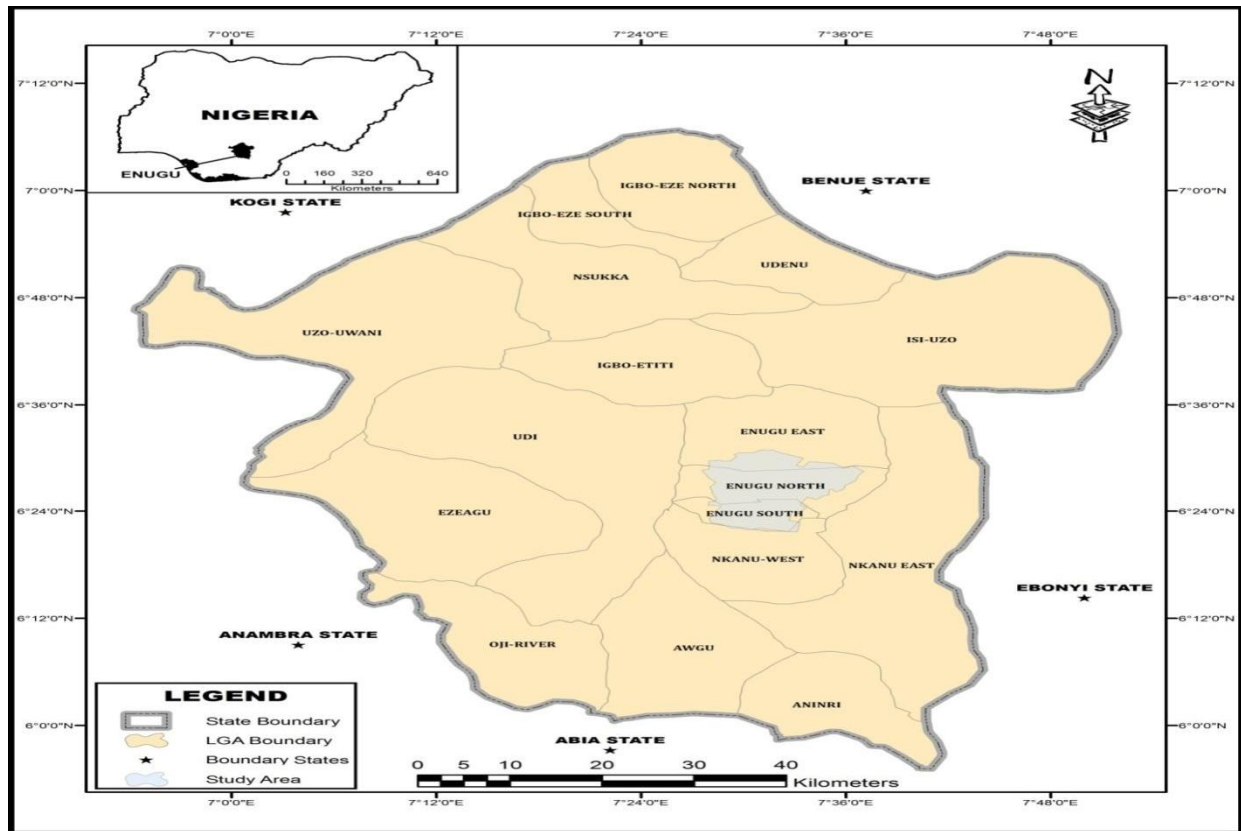 7°0'0"E 7°12'0"E 7°24'0"E 7°36'0"E 7°48'0"E
7°12'0"N 7°12'0"N
N
NIGERIA
ENUGU
0 160 320 640
Kilometers
7°0'0"N 7°0'0"N
KOGI STATE
BENUE STATE
IGBO-EZE NORTH
IGBO-EZE SOUTH
UDENU
NSUKKA
6°48'0"N 6°48'0"N
UZO-UWANI
ISI-UZO
IGBO-ETITI
6°36'0"N 6°36'0"N
ENUGU EAST
UDI
ENUGU NORTH
EZEAGU
ENUGU SOUTH
6°24'0"N 6°24'0"N
NKANU-WEST
NKANU EAST
EBONYI STATE
6°12'0"N 6°12'0"N
ANAMBRA STATE
OJI-RIVER
AWGU
ANINRI
6°0'0"N 6°0'0"N
ABIA STATE
LEGEND
State Boundary
LGA Boundary
Boundary States
Study Area
0 5 10 20 30 40
Kilometers
7°0'0"E 7°12'0"E 7°24'0"E 7°36'0"E 7°48'0"E